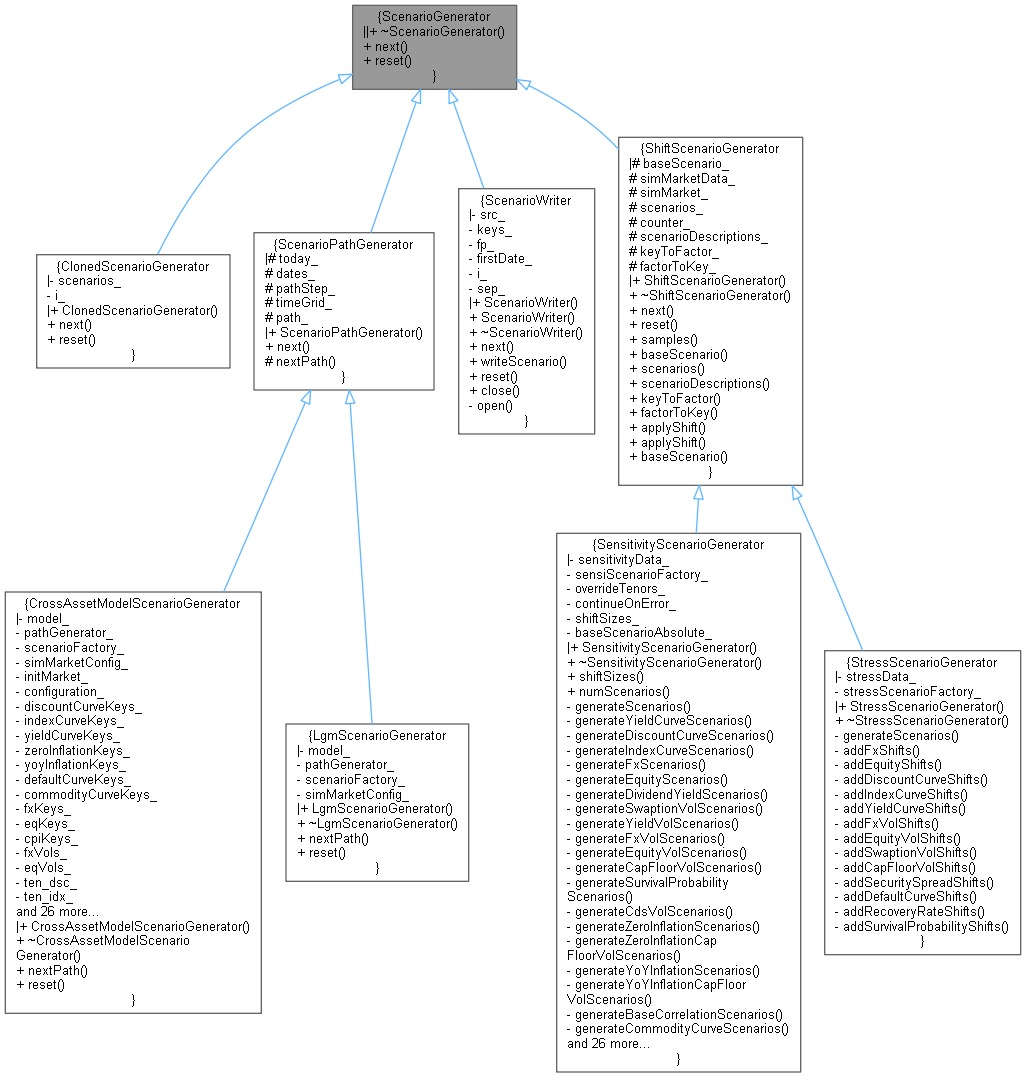 {ScenarioGenerator
||+ ~ScenarioGenerator()
+ next()
+ reset()
}
{ClonedScenarioGenerator
|- scenarios_
- i_
|+ ClonedScenarioGenerator()
+ next()
+ reset()
}
{ScenarioPathGenerator
|# today_
# dates_
# pathStep_
# timeGrid_
# path_
|+ ScenarioPathGenerator()
+ next()
# nextPath()
}
{ScenarioWriter
|- src_
- keys_
- fp_
- firstDate_
- i_
- sep_
|+ ScenarioWriter()
+ ScenarioWriter()
+ ~ScenarioWriter()
+ next()
+ writeScenario()
+ reset()
+ close()
- open()
}
{ShiftScenarioGenerator
|# baseScenario_
# simMarketData_
# simMarket_
# scenarios_
# counter_
# scenarioDescriptions_
# keyToFactor_
# factorToKey_
|+ ShiftScenarioGenerator()
+ ~ShiftScenarioGenerator()
+ next()
+ reset()
+ samples()
+ baseScenario()
+ scenarios()
+ scenarioDescriptions()
+ keyToFactor()
+ factorToKey()
+ applyShift()
+ applyShift()
+ baseScenario()
}
{CrossAssetModelScenarioGenerator
|- model_
- pathGenerator_
- scenarioFactory_
- simMarketConfig_
- initMarket_
- configuration_
- discountCurveKeys_
- indexCurveKeys_
- yieldCurveKeys_
- zeroInflationKeys_
- yoyInflationKeys_
- defaultCurveKeys_
- commodityCurveKeys_
- fxKeys_
- eqKeys_
- cpiKeys_
- fxVols_
- eqVols_
- ten_dsc_
- ten_idx_
and 26 more...
|+ CrossAssetModelScenarioGenerator()
+ ~CrossAssetModelScenario
Generator()
+ nextPath()
+ reset()
}
{LgmScenarioGenerator
|- model_
- pathGenerator_
- scenarioFactory_
- simMarketConfig_
|+ LgmScenarioGenerator()
+ ~LgmScenarioGenerator()
+ nextPath()
+ reset()
}
{SensitivityScenarioGenerator
|- sensitivityData_
- sensiScenarioFactory_
- overrideTenors_
- continueOnError_
- shiftSizes_
- baseScenarioAbsolute_
|+ SensitivityScenarioGenerator()
+ ~SensitivityScenarioGenerator()
+ shiftSizes()
+ numScenarios()
- generateScenarios()
- generateYieldCurveScenarios()
- generateDiscountCurveScenarios()
- generateIndexCurveScenarios()
- generateFxScenarios()
- generateEquityScenarios()
- generateDividendYieldScenarios()
- generateSwaptionVolScenarios()
- generateYieldVolScenarios()
- generateFxVolScenarios()
- generateEquityVolScenarios()
- generateCapFloorVolScenarios()
- generateSurvivalProbability
Scenarios()
- generateCdsVolScenarios()
- generateZeroInflationScenarios()
- generateZeroInflationCap
FloorVolScenarios()
- generateYoYInflationScenarios()
- generateYoYInflationCapFloor
VolScenarios()
- generateBaseCorrelationScenarios()
- generateCommodityCurveScenarios()
and 26 more...
}
{StressScenarioGenerator
|- stressData_
- stressScenarioFactory_
|+ StressScenarioGenerator()
+ ~StressScenarioGenerator()
- generateScenarios()
- addFxShifts()
- addEquityShifts()
- addDiscountCurveShifts()
- addIndexCurveShifts()
- addYieldCurveShifts()
- addFxVolShifts()
- addEquityVolShifts()
- addSwaptionVolShifts()
- addCapFloorVolShifts()
- addSecuritySpreadShifts()
- addDefaultCurveShifts()
- addRecoveryRateShifts()
- addSurvivalProbabilityShifts()
}